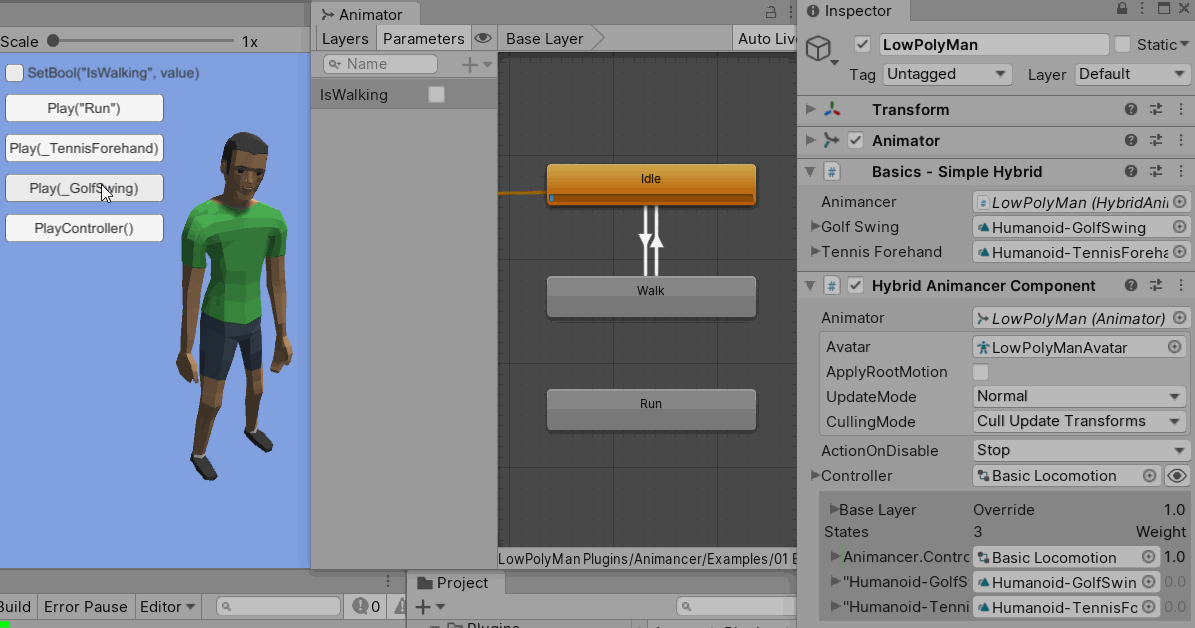 Scale 1x
SetBool("IsWalking", value)
Play("Run")
Play(_TennisForehand)
Play(_GolfSwing)
PlayController()
Animator
Layers Parameters Base Layer Auto Liv
Name
IsWalking
Idle
Walk
Run
LowPolyMan Plugins/Animancer/Examples/01 
Build Error Pause Editor 0
Project
Plugins
Inspector
LowPolyMan Static
Tag Untagged Layer Default
Transform
Animator
Basics - Simple Hybrid
Animancer LowPolyMan (HybridAni
Golf Swing Humanoid-GolfSwing
Tennis Forehand Humanoid-TennisForeha
Hybrid Animancer Component
Animator LowPolyMan (Animator)
Avatar LowPolyManAvatar
ApplyRootMotion
UpdateMode Normal
CullingMode Cull Update Transforms
ActionOnDisable Stop
Controller Basic Locomotion
Base Layer Override 1.0
States 3 Weight
Animancer.Contrc Basic Locomotion 1.0
"Humanoid-GolfS Humanoid-GolfSwin 0.0
"Humanoid-Tenni Humanoid-TennisFc 0.0